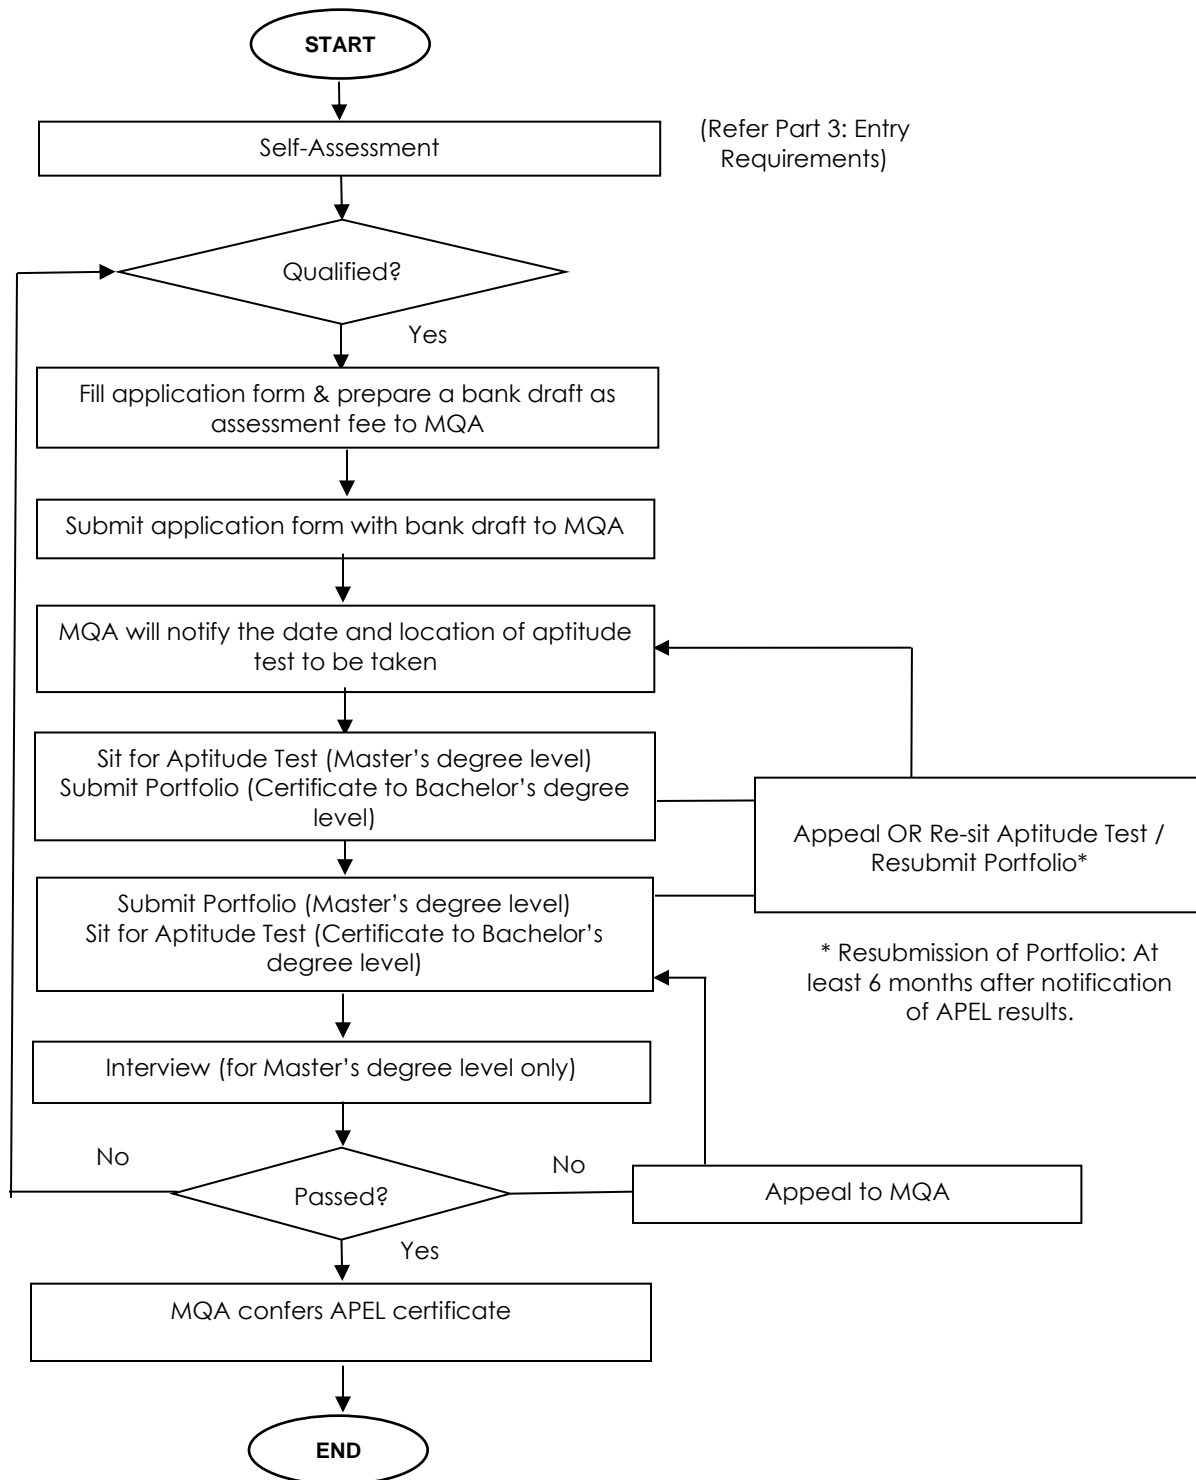 START
Self-Assessment
(Refer Part 3: Entry
Requirements)
Qualified?
Yes
Fill application form & prepare a bank draft as
assessment fee to MQA
Submit application form with bank draft to MQA
MQA will notify the date and location of aptitude
test to be taken
Sit for Aptitude Test (Master’s degree level)
Submit Portfolio (Certificate to Bachelor’s degree
level)
Appeal OR Re-sit Aptitude Test /
Resubmit Portfolio*
Submit Portfolio (Master’s degree level)
Sit for Aptitude Test (Certificate to Bachelor’s
degree level)
* Resubmission of Portfolio: At
least 6 months after notification
of APEL results.
Interview (for Master’s degree level only)
No
Passed?
No
Appeal to MQA
Yes
MQA confers APEL certificate
END